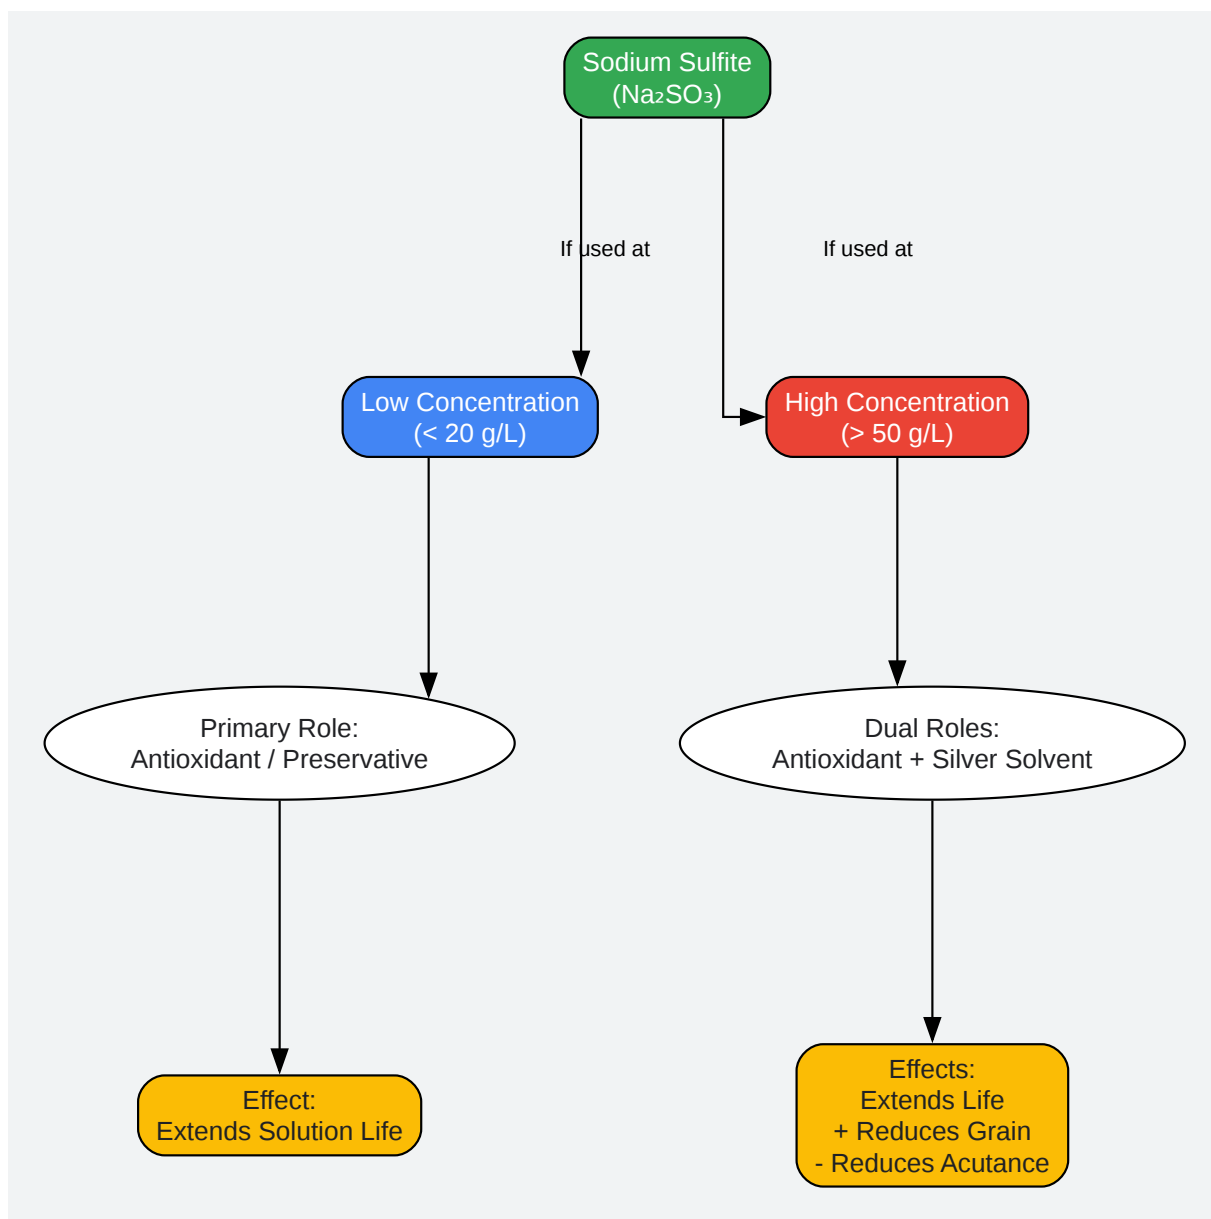 Sodium Sulfite
(Na₂SO₃)
If used at
If used at
Low Concentration
(< 20 g/L)
High Concentration
(> 50 g/L)
Primary Role:
Antioxidant / Preservative
Dual Roles:
Antioxidant + Silver Solvent
Effect:
Extends Solution Life
Effects:
Extends Life
+ Reduces Grain
- Reduces Acutance